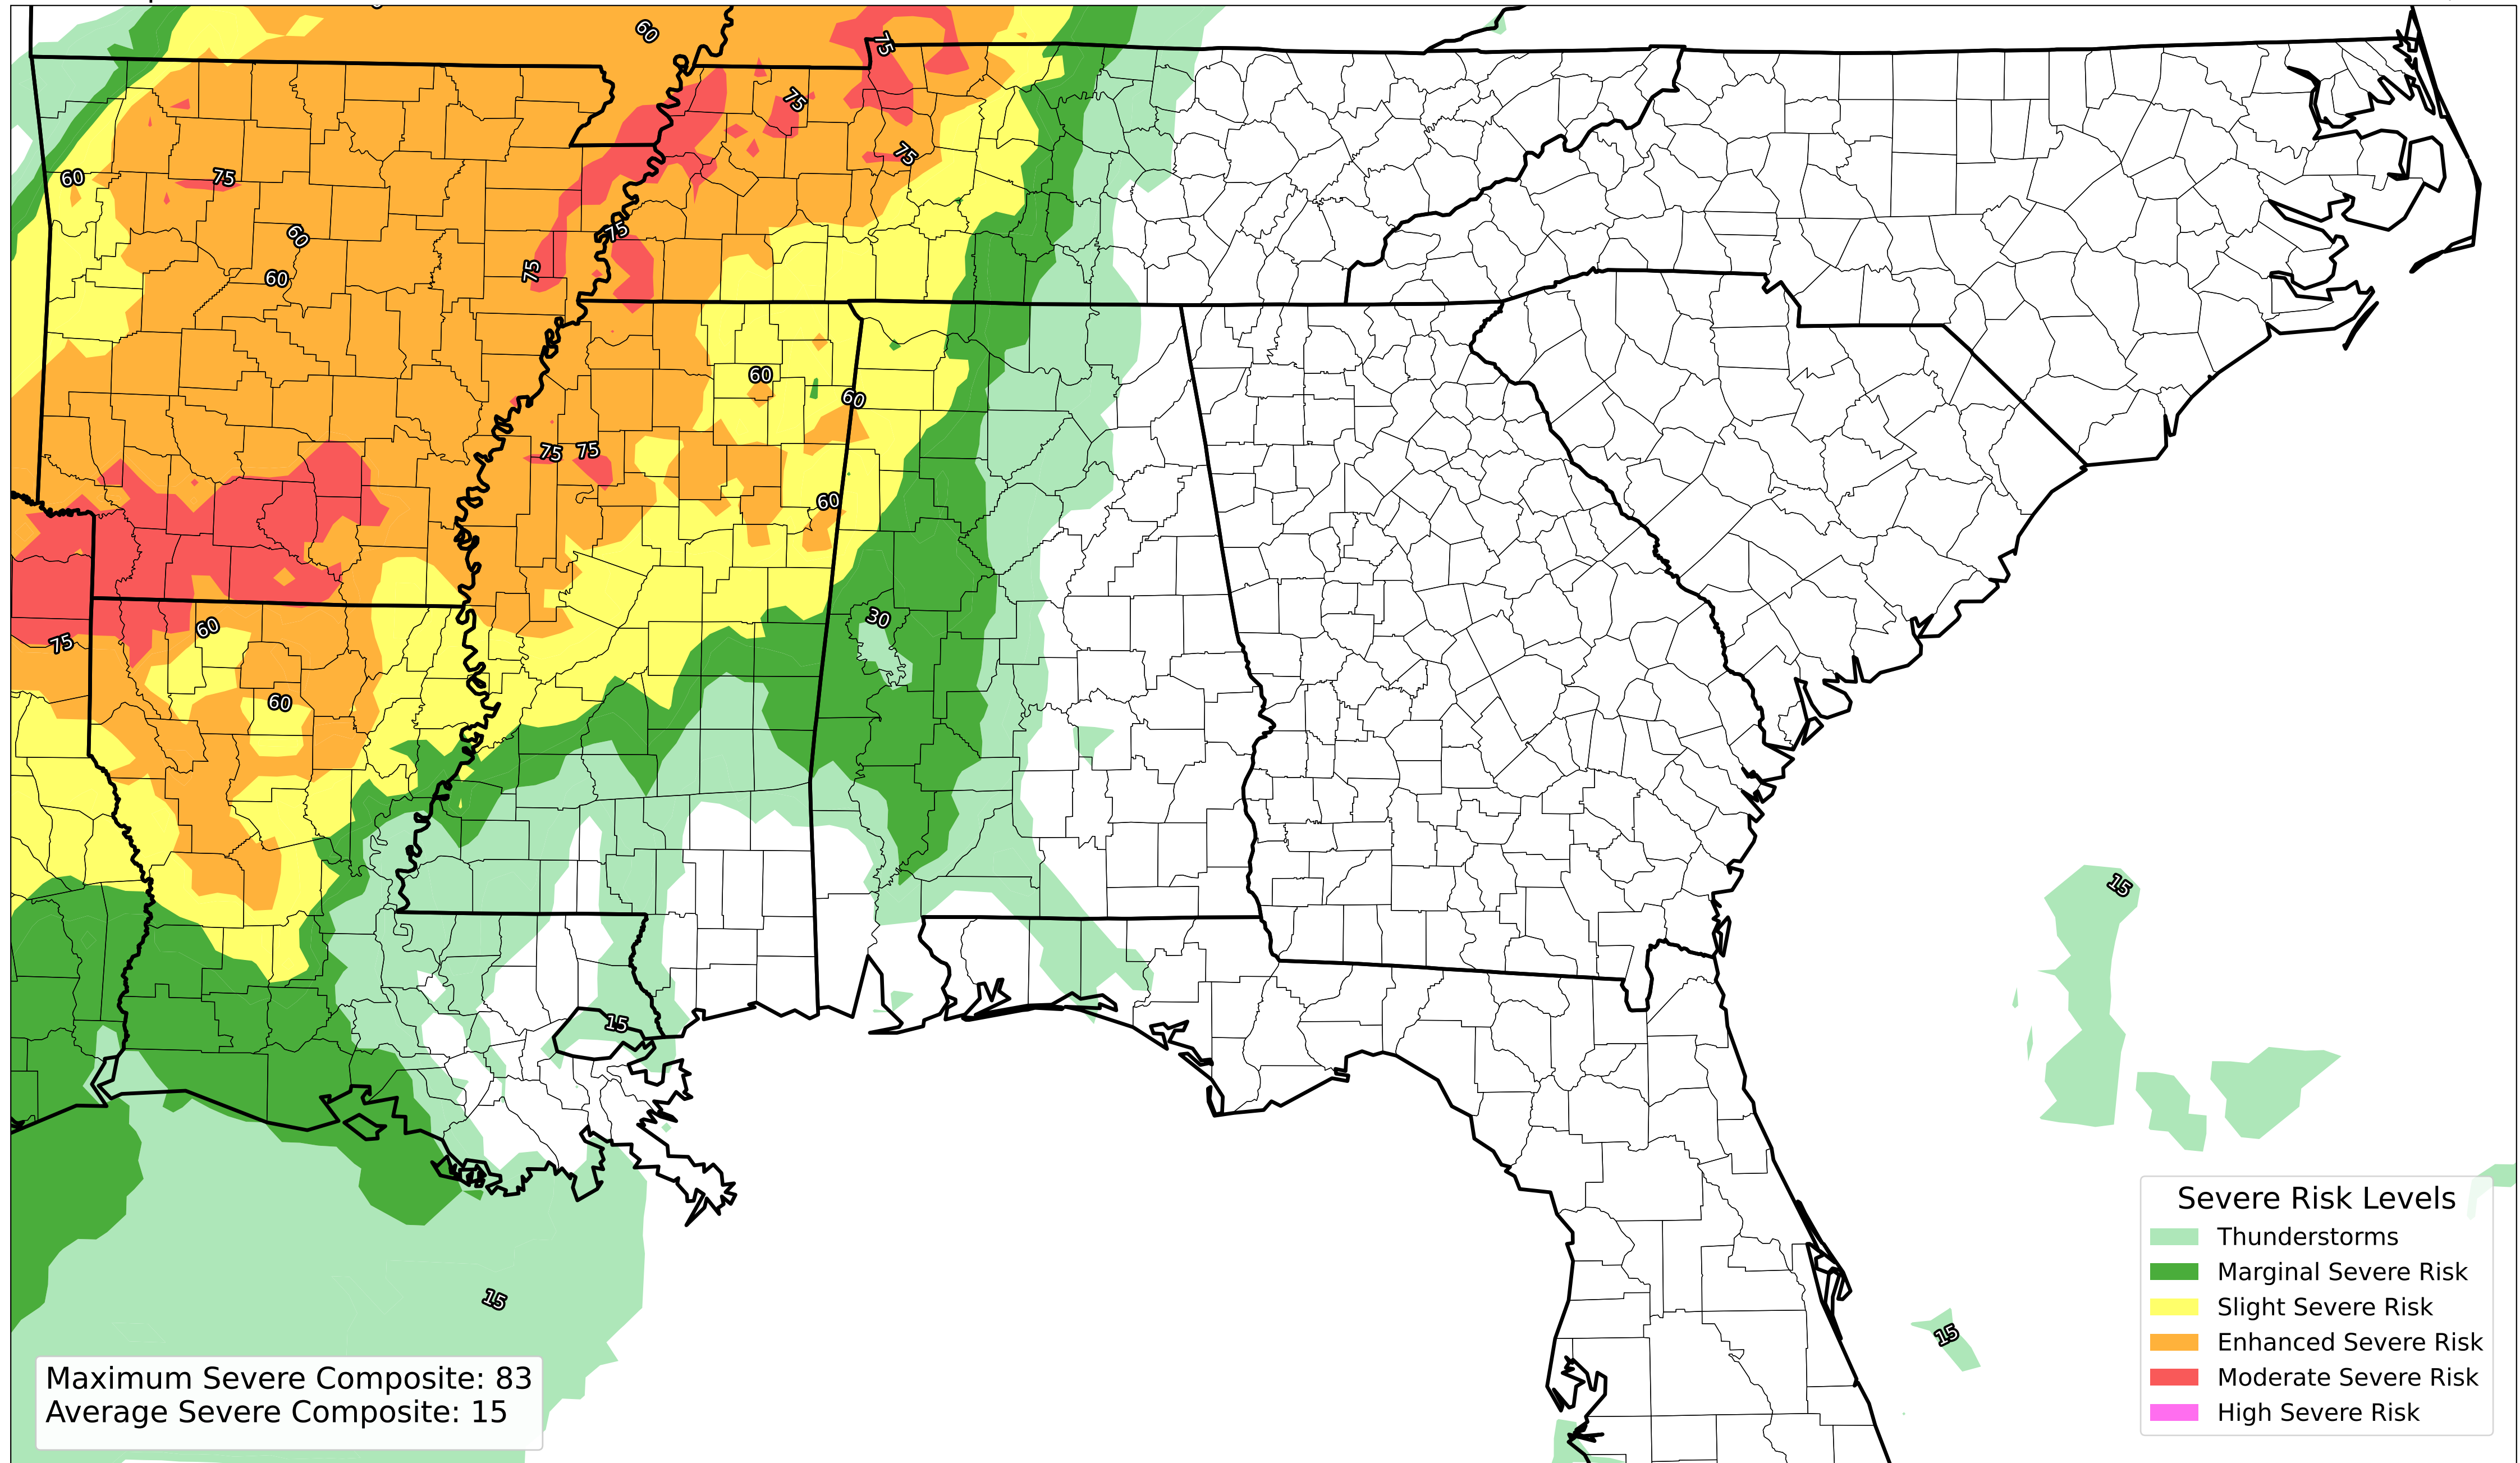 60
75
75
75
60
75
60
60
75
75
60
60
75
75
60
30
60
75
60
15
15
15
15
Severe Risk Levels
Thunderstorms
Marginal Severe Risk
Slight Severe Risk
Enhanced Severe Risk
Moderate Severe Risk
High Severe Risk
Maximum Severe Composite: 83
Average Severe Composite: 15